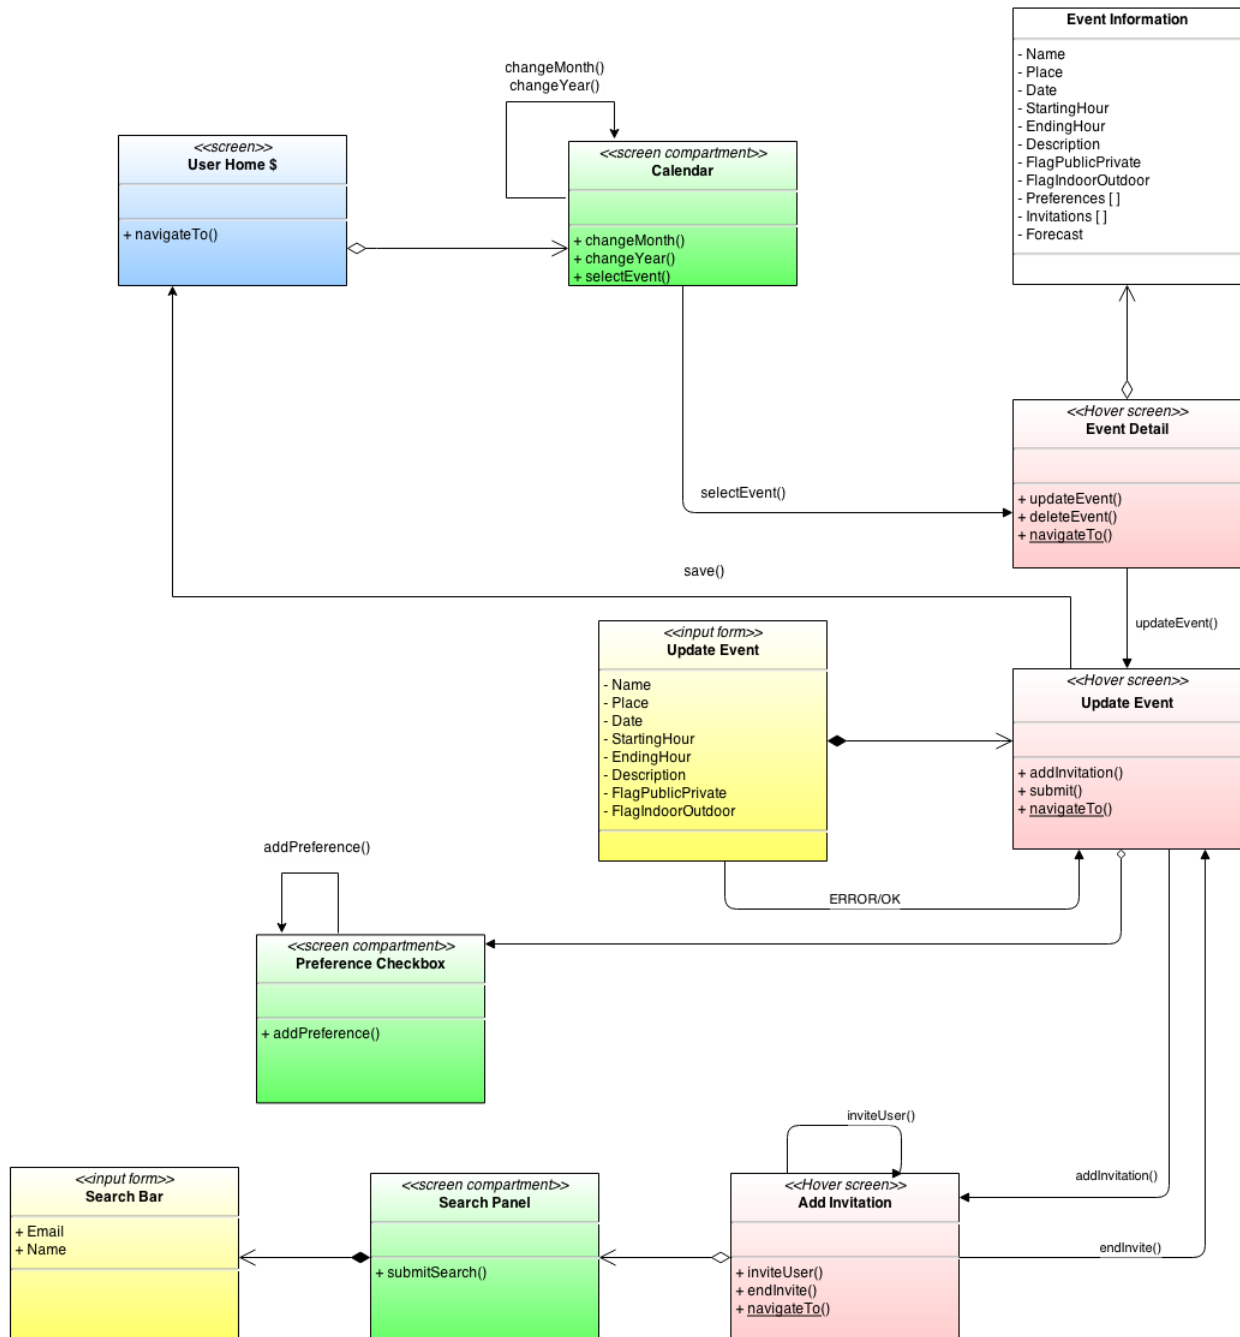 Event Information
- Name
- Place
- Date
- StartingHour
- EndingHour
- Description
- FlagPublicPrivate
- FlagIndoorOutdoor
- Preferences [ ]
- Invitations [ ]
- Forecast
changeMonth()
changeYear()
<<screen>>
User Home $
+ navigateTo()
<<screen compartment>>
Calendar
+ changeMonth()
+ changeYear()
+ selectEvent()
<<Hover screen>>
Event Detail
+ updateEvent()
+ deleteEvent()
+ navigateTo()
selectEvent()
save()
updateEvent()
<<input form>>
Update Event
- Name
- Place
- Date
- StartingHour
- EndingHour
- Description
- FlagPublicPrivate
- FlagIndoorOutdoor
<<Hover screen>>
Update Event
+ addInvitation()
+ submit()
+ navigateTo()
addPreference()
ERROR/OK
<<screen compartment>>
Preference Checkbox
+ addPreference()
inviteUser()
addInvitation()
endInvite()
<<input form>>
Search Bar
+ Email
+ Name
<<screen compartment>>
Search Panel
+ submitSearch()
<<Hover screen>>
Add Invitation
+ inviteUser()
+ endInvite()
+ navigateTo()